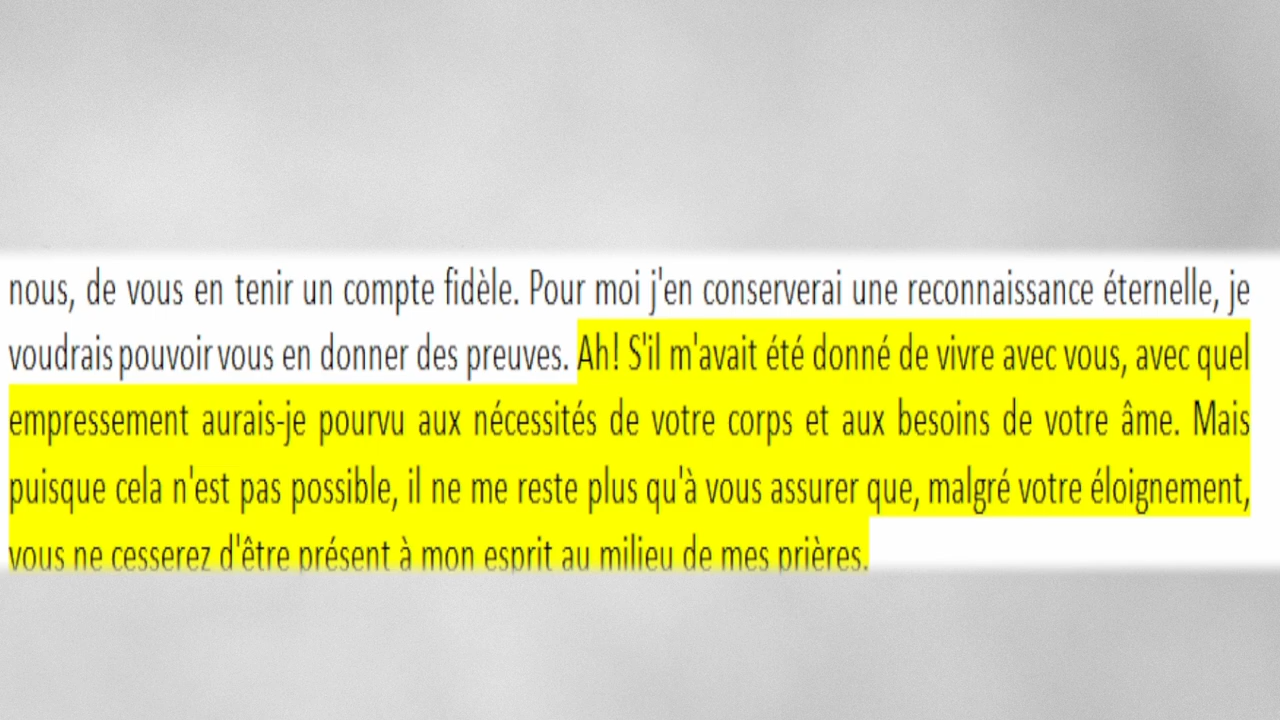 nous, de vous en tenir un compte fidèle. Pour moi j'en conserverai une reconnaissance éternelle, je
voudrais pouvoir vous en donner des preuves. Ah! S'il m'avait été donné de vivre avec vous, avec quel
empressement aurais-je pourvu aux nécessités de votre corps et aux besoins de votre âme. Mais
puisque cela n'est pas possible, il ne me reste plus qu'à vous assurer que, malgré votre éloignement,
vous ne cesserez d'être présent à mon esprit au milieu de mes prières.